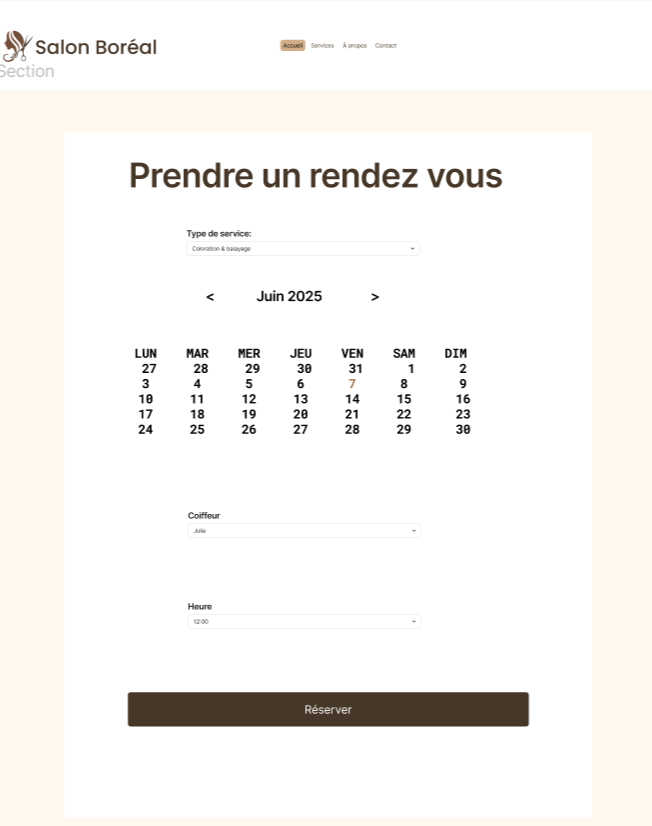 Salon Boréal
Accueil Services À propos Contact
Section
Prendre un rendez vous
Type de service:
Coloration & balayage
< Juin 2025 >
LUN MAR MER JEU VEN SAM DIM
27 28 29 30 31 1 2
3 4 5 6 7 8 9
10 11 12 13 14 15 16
17 18 19 20 21 22 23
24 25 26 27 28 29 30
Coiffeur
Julie
Heure
12:00
Réserver